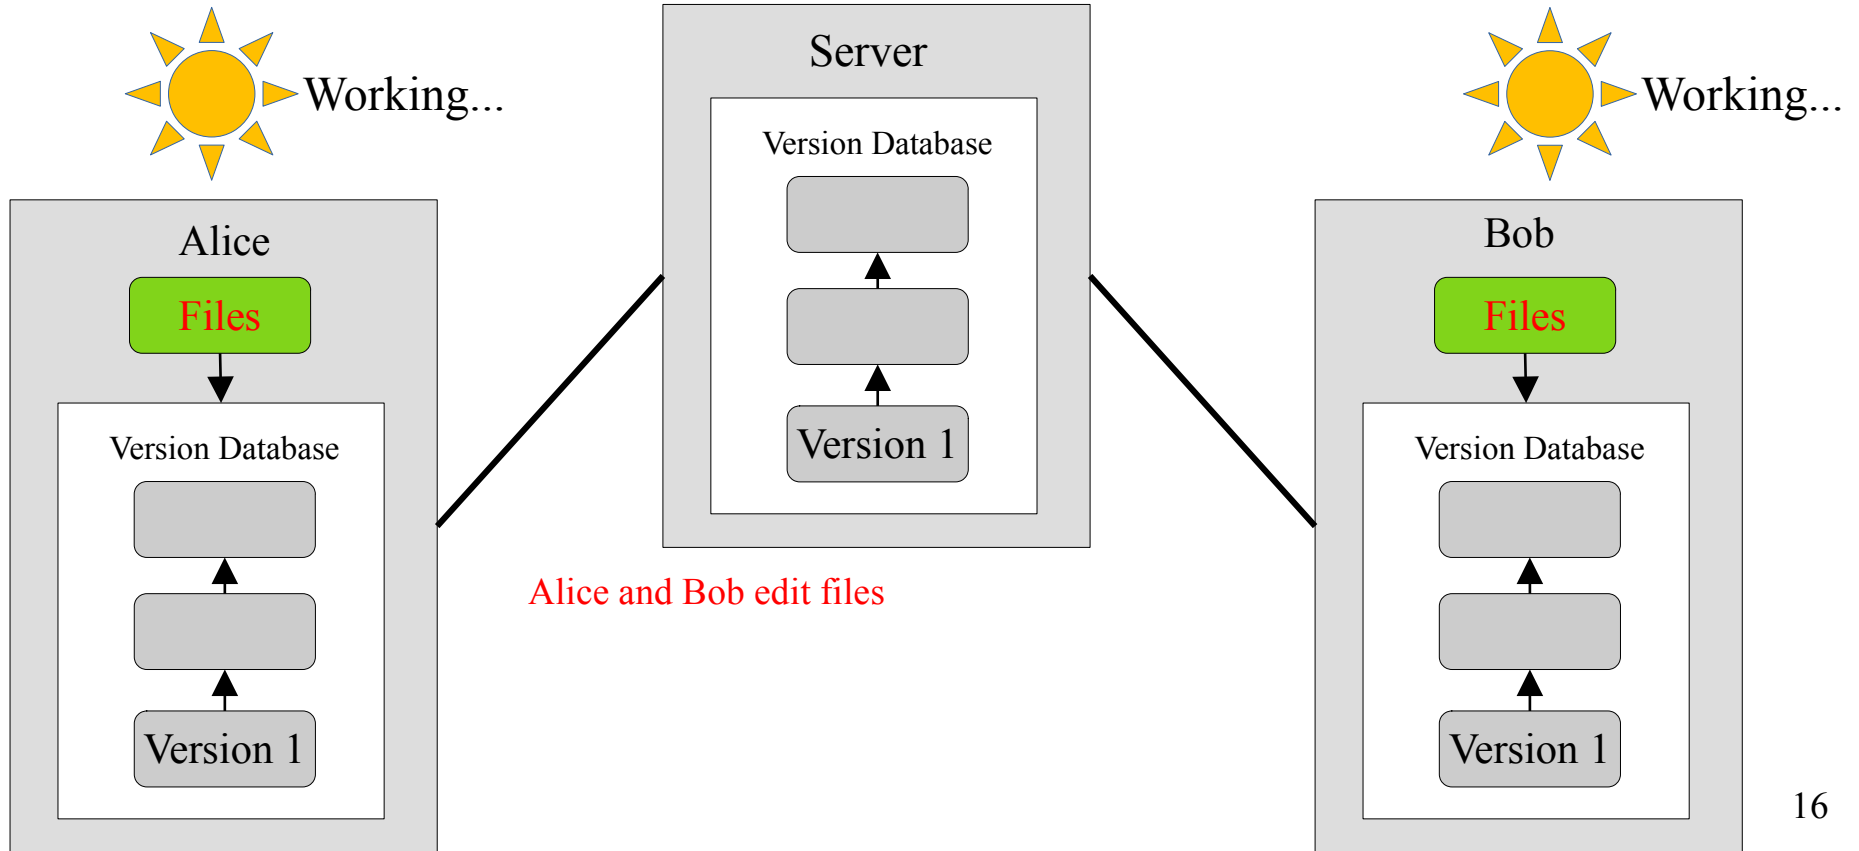 Working...
Server
Working...
Version Database
Version 1
Alice
Files
Version Database
Version 1
Bob
Files
Version Database
Version 1
Alice and Bob edit files
16